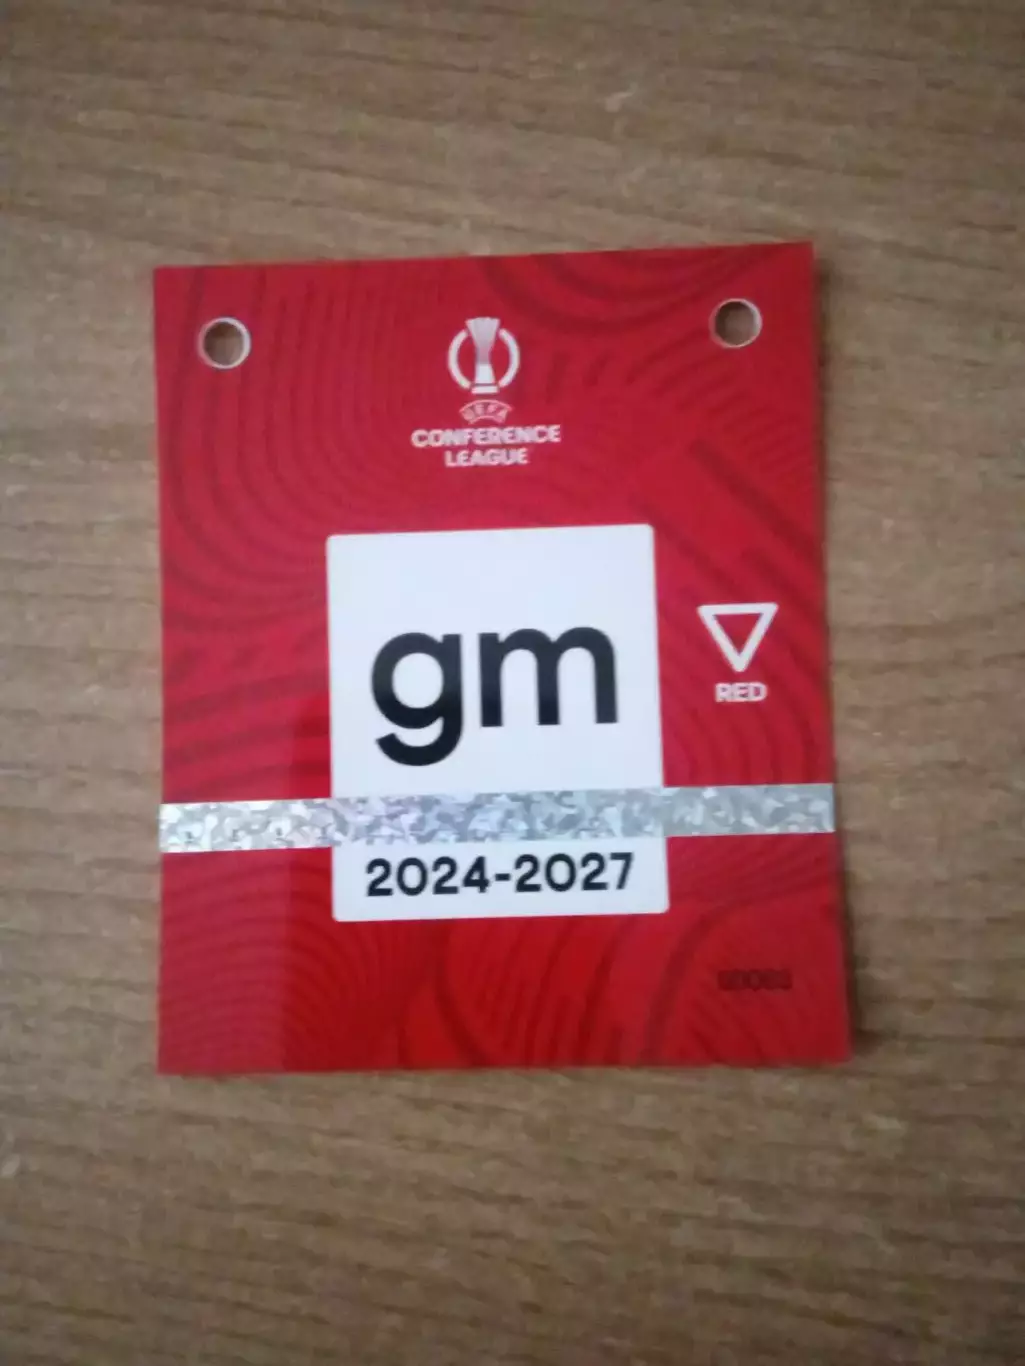 UEFA
CONFERENCE
LEAGUE
gm
RED
2024-2027